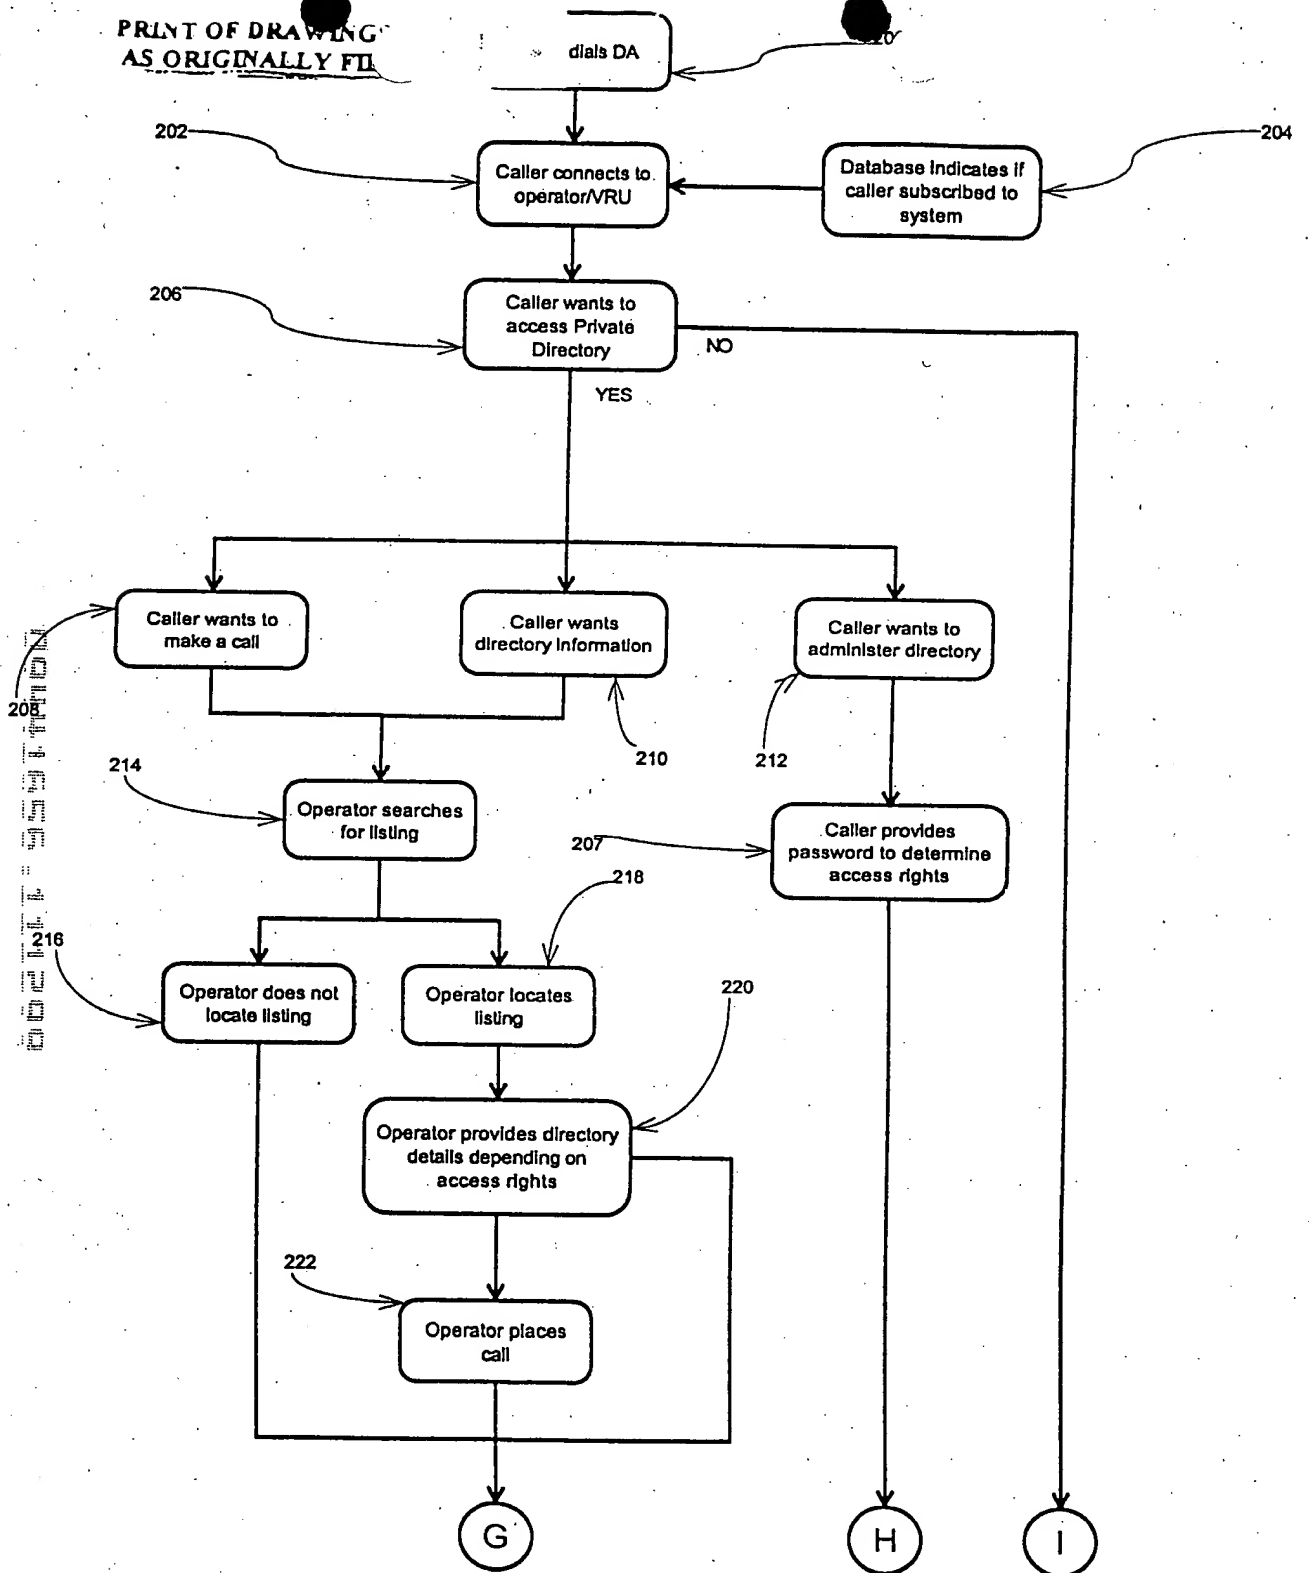 PRINT OF DRAWING
AS ORIGINALLY
dials DA
202
Caller connects to
operator/VRU
Database indicates if
caller subscribed to
system
204
206
Caller wants to
access Private
Directory
NO
YES
Caller wants to
make a call
Caller wants
directory information
Caller wants to
administer directory
208
210
212
214
Operator searches
for listing
207
Caller provides
password to determine
access rights
218
216
Operator does not
locate listing
Operator locates
listing
220
Operator provides directory
details depending on
access rights
222
Operator places
call
G
H
I